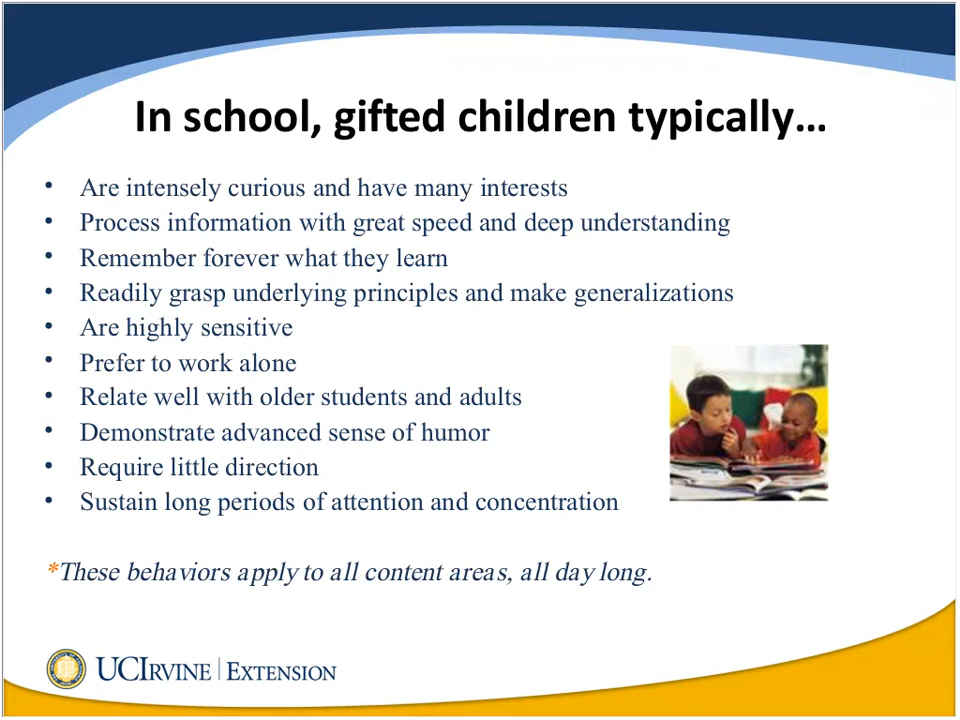 In school, gifted children typically…
• Are intensely curious and have many interests
• Process information with great speed and deep understanding
• Remember forever what they learn
• Readily grasp underlying principles and make generalizations
• Are highly sensitive
• Prefer to work alone
• Relate well with older students and adults
• Demonstrate advanced sense of humor
• Require little direction
• Sustain long periods of attention and concentration
*These behaviors apply to all content areas, all day long.
UCIRVINE | EXTENSION